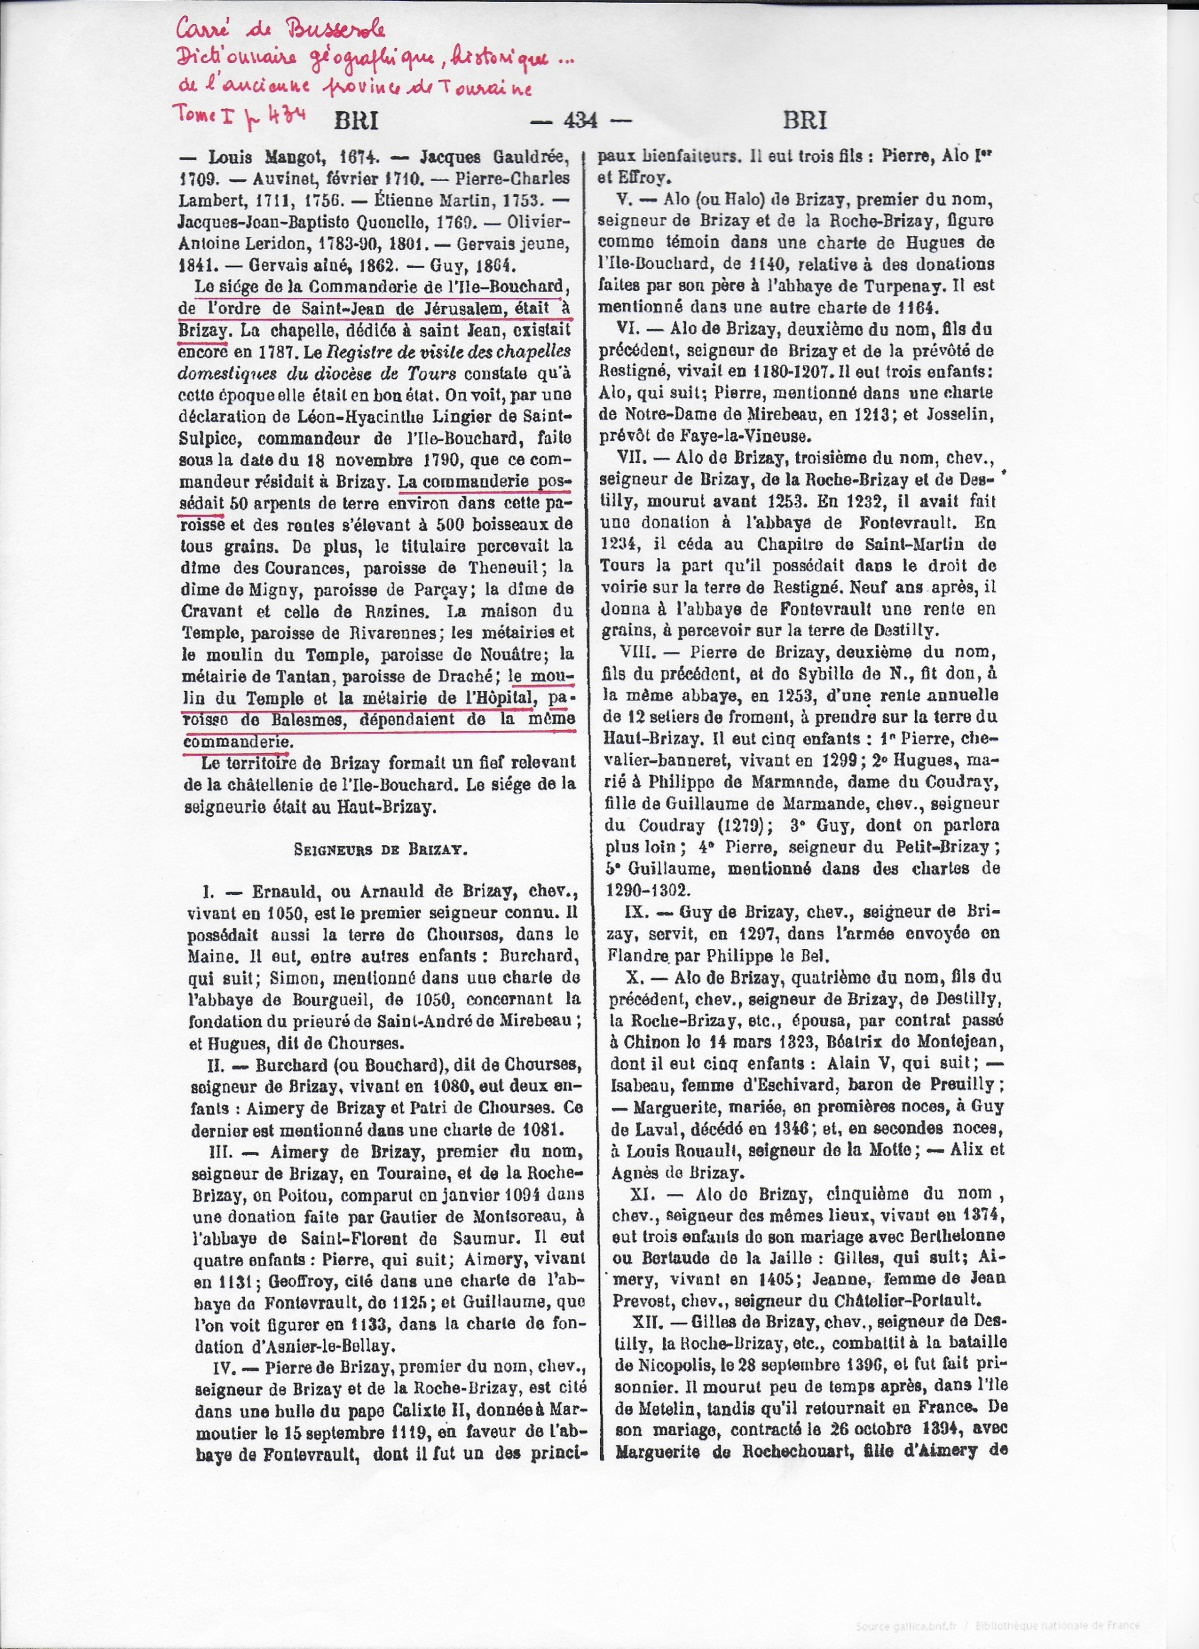 Carré de Busserole
Dictionnaire géographique, historique ...
de l'ancienne province de Touraine
Tome I p 434
BRI — 434 — BRI
— Louis Mangot, 1674. — Jacques Gauldrée,
1709. — Auvinet, février 1710. — Pierre-Charles
Lambert, 1711, 1756. — Étienne Martin, 1753. —
Jacques-Jean-Baptiste Quenelle, 1769. — Olivier-
Antoine Leridon, 1783-90, 1801. — Gervais jeune,
1841. — Gervais aîné, 1862. — Guy, 1864.
Le siége de la Commanderie de l'Ile-Bouchard,
de l'ordre de Saint-Jean de Jérusalem, était à
Brizay. La chapelle, dédiée à saint Jean, existait
encore en 1787. Le Registre de visite des chapelles
domestiques du diocèse de Tours constate qu'à
cette époque elle était en bon état. On voit, par une
déclaration de Léon-Hyacinthe Lingier de Saint-
Sulpice, commandeur de l'Ile-Bouchard, faite
sous la date du 18 novembre 1790, que ce com-
mandeur résidait à Brizay. La commanderie pos-
sédait 50 arpents de terre environ dans cette pa-
roisse et des rentes s'élevant à 500 boisseaux de
tous grains. De plus, le titulaire percevait la
dîme des Courances, paroisse de Theneuil; la
dîme de Migny, paroisse de Parçay; la dîme de
Cravant et celle de Razines. La maison du
Temple, paroisse de Rivarennes; les métairies et
le moulin du Temple, paroisse de Nouâtre; la
métairie de Tantan, paroisse de Draché; le mou-
lin du Temple et la métairie de l'Hôpital, pa-
roisse de Balesmes, dépendaient de la même
commanderie.
Le territoire de Brizay formait un fief relevant
de la châtellenie de l'Ile-Bouchard. Le siége de la
seigneurie était au Haut-Brizay.
SEIGNEURS DE BRIZAY.
I. — Ernauld, ou Arnauld de Brizay, chev.,
vivant en 1050, est le premier seigneur connu. Il
possédait aussi la terre de Chourses, dans le
Maine. Il eut, entre autres enfants : Burchard,
qui suit; Simon, mentionné dans une charte de
l'abbaye de Bourgueil, de 1050, concernant la
fondation du prieuré de Saint-André de Mirebeau;
et Hugues, dit de Chourses.
II. — Burchard (ou Bouchard), dit de Chourses,
seigneur de Brizay, vivant en 1080, eut deux en-
fants : Aimery de Brizay et Patri de Chourses. Ce
dernier est mentionné dans une charte de 1081.
III. — Aimery de Brizay, premier du nom,
seigneur de Brizay, en Touraine, et de la Roche-
Brizay, en Poitou, comparut en janvier 1094 dans
une donation faite par Gautier de Montsoreau, à
l'abbaye de Saint-Florent de Saumur. Il eut
quatre enfants : Pierre, qui suit; Aimery, vivant
en 1131; Geoffroy, cité dans une charte de l'ab-
baye de Fontevrault, de 1125; et Guillaume, que
l'on voit figurer en 1133, dans la charte de fon-
dation d'Asnier-le-Bellay.
IV. — Pierre de Brizay, premier du nom, chev.,
seigneur de Brizay et de la Roche-Brizay, est cité
dans une bulle du pape Calixte II, donnée à Mar-
moutier le 15 septembre 1119, en faveur de l'ab-
baye de Fontevrault, dont il fut un des princi-
paux bienfaiteurs. Il eut trois fils : Pierre, Alo Ier
et Effroy.
V. — Alo (ou Halo) de Brizay, premier du nom,
seigneur de Brizay et de la Roche-Brizay, figure
comme témoin dans une charte de Hugues de
l'Ile-Bouchard, de 1140, relative à des donations
faites par son père à l'abbaye de Turpenay. Il est
mentionné dans une autre charte de 1164.
VI. — Alo de Brizay, deuxième du nom, fils du
précédent, seigneur de Brizay et de la prévôté de
Restigné, vivait en 1180-1207. Il eut trois enfants:
Alo, qui suit; Pierre, mentionné dans une charte
de Notre-Dame de Mirebeau, en 1213; et Josselin,
prévôt de Faye-la-Vineuse.
VII. — Alo de Brizay, troisième du nom, chev.,
seigneur de Brizay, de la Roche-Brizay et de Des-
tilly, mourut avant 1253. En 1232, il avait fait
une donation à l'abbaye de Fontevrault. En
1234, il céda au Chapitre de Saint-Martin de
Tours la part qu'il possédait dans le droit de
voirie sur la terre de Restigné. Neuf ans après, il
donna à l'abbaye de Fontevrault une rente en
grains, à percevoir sur la terre de Destilly.
VIII. — Pierre de Brizay, deuxième du nom,
fils du précédent, et de Sybille de N., fit don, à
la même abbaye, en 1253, d'une rente annuelle
de 12 setiers de froment, à prendre sur la terre du
Haut-Brizay. Il eut cinq enfants : 1º Pierre, che-
valier-banneret, vivant en 1299; 2º Hugues, ma-
rié à Philippe de Marmande, dame du Coudray,
fille de Guillaume de Marmande, chev., seigneur
du Coudray (1279); 3º Guy, dont on parlera
plus loin; 4º Pierre, seigneur du Petit-Brizay;
5º Guillaume, mentionné dans des chartes de
1290-1302.
IX. — Guy de Brizay, chev., seigneur de Bri-
zay, servit, en 1297, dans l'armée envoyée en
Flandre par Philippe le Bel.
X. — Alo de Brizay, quatrième du nom, fils du
précédent, chev., seigneur de Brizay, de Destilly,
la Roche-Brizay, etc., épousa, par contrat passé
à Chinon le 14 mars 1323, Béatrix de Montejean,
dont il eut cinq enfants : Alain V, qui suit; —
Isabeau, femme d'Eschivard, baron de Preuilly;
— Marguerite, mariée, en premières noces, à Guy
de Laval, décédé en 1346; et, en secondes noces,
à Louis Rouault, seigneur de la Motte; — Alix et
Agnès de Brizay.
XI. — Alo de Brizay, cinquième du nom,
chev., seigneur des mêmes lieux, vivant en 1374,
eut trois enfants de son mariage avec Berthelonne
ou Bertaude de la Jaille : Gilles, qui suit; Ai-
mery, vivant en 1405; Jeanne, femme de Jean
Prevost, chev., seigneur du Châtelier-Portault.
XII. — Gilles de Brizay, chev., seigneur de Des-
tilly, la Roche-Brizay, etc., combattit à la bataille
de Nicopolis, le 28 septembre 1396, et fut fait pri-
sonnier. Il mourut peu de temps après, dans l'île
de Metelin, tandis qu'il retournait en France. De
son mariage, contracté le 26 octobre 1394, avec
Marguerite de Rochechouart, fille d'Aimery de
Source gallica.bnf.fr / Bibliothèque nationale de France